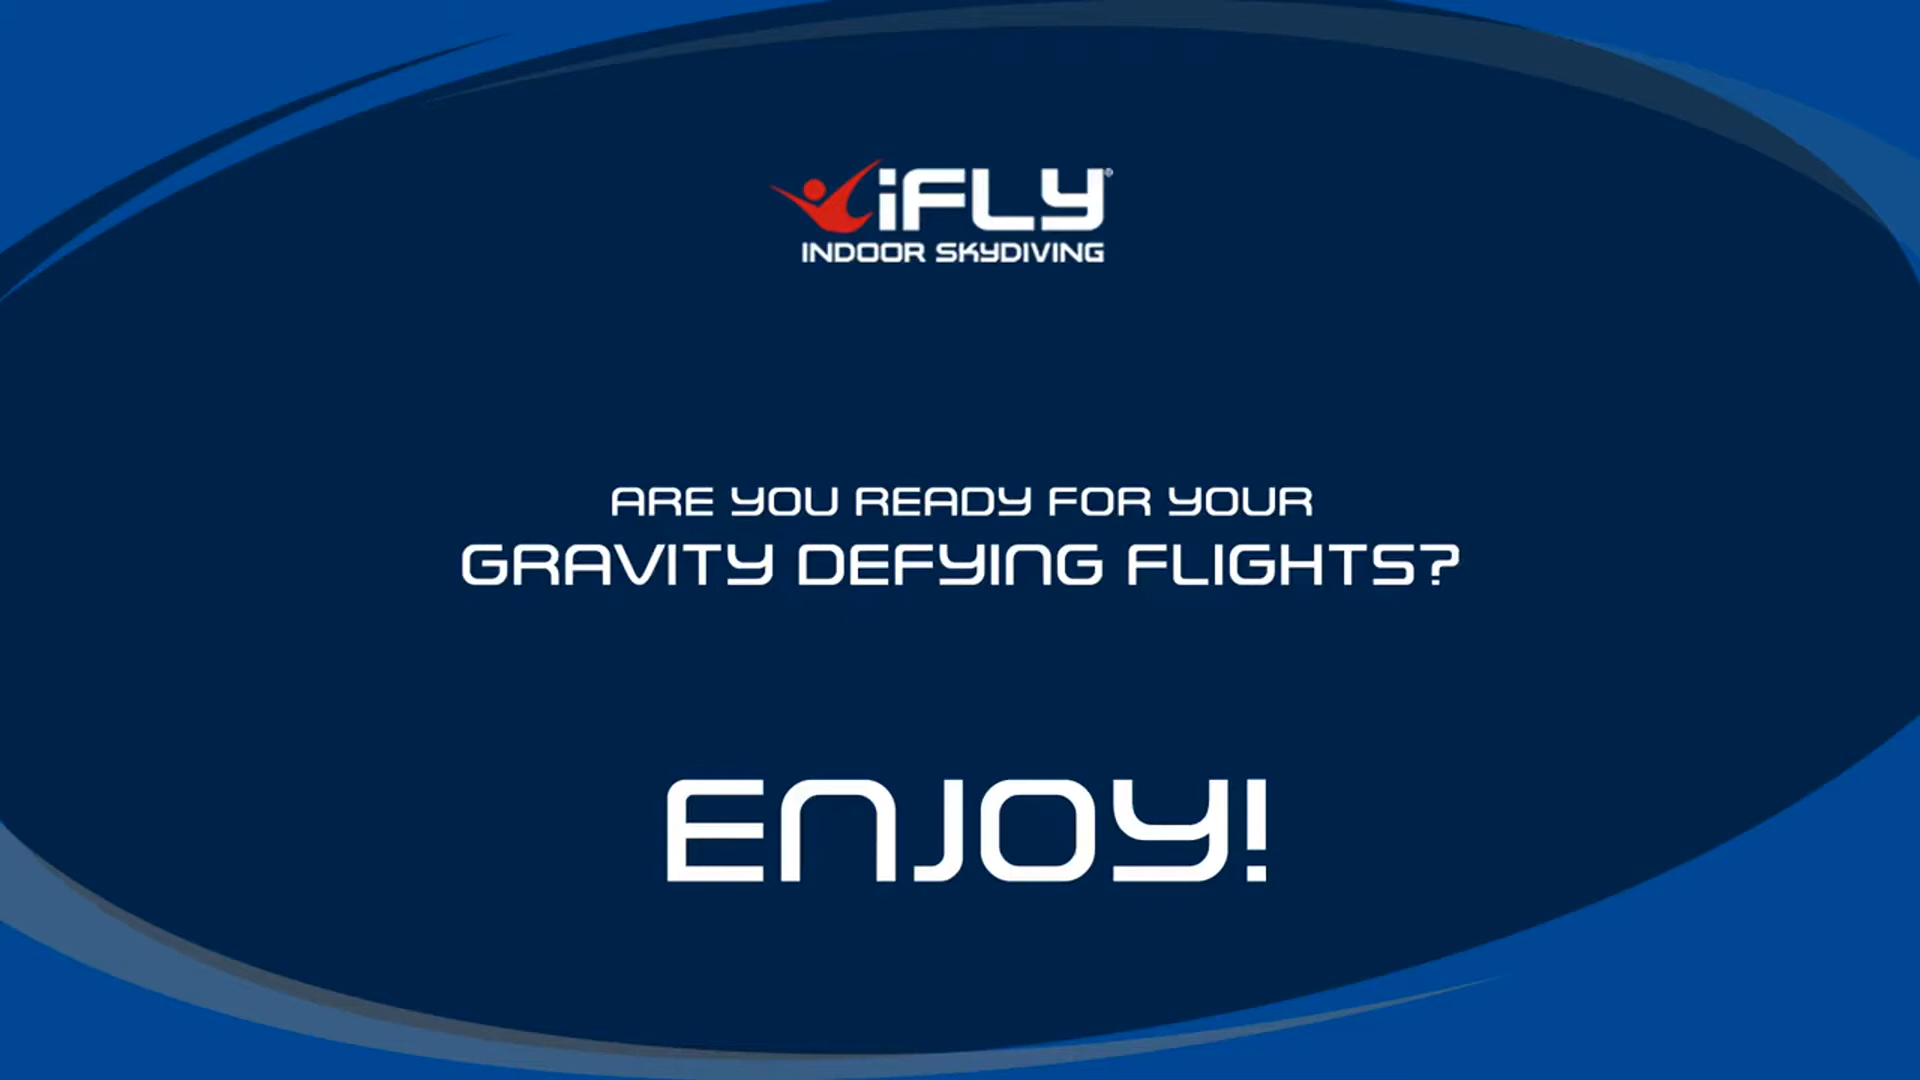 iFLY®
INDOOR SKYDIVING
ARE YOU READY FOR YOUR
GRAVITY DEFYING FLIGHTS?
ENJOY!